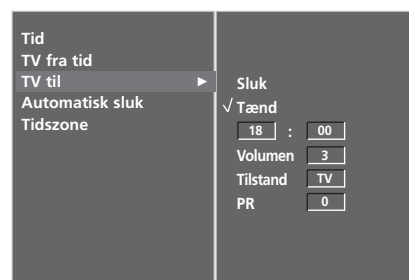 Tid
TV fra tid
TV til ►
Automatisk sluk
Tidszone
Sluk
√ Tænd
18 : 00
Volumen 3
Tilstand TV
PR 0